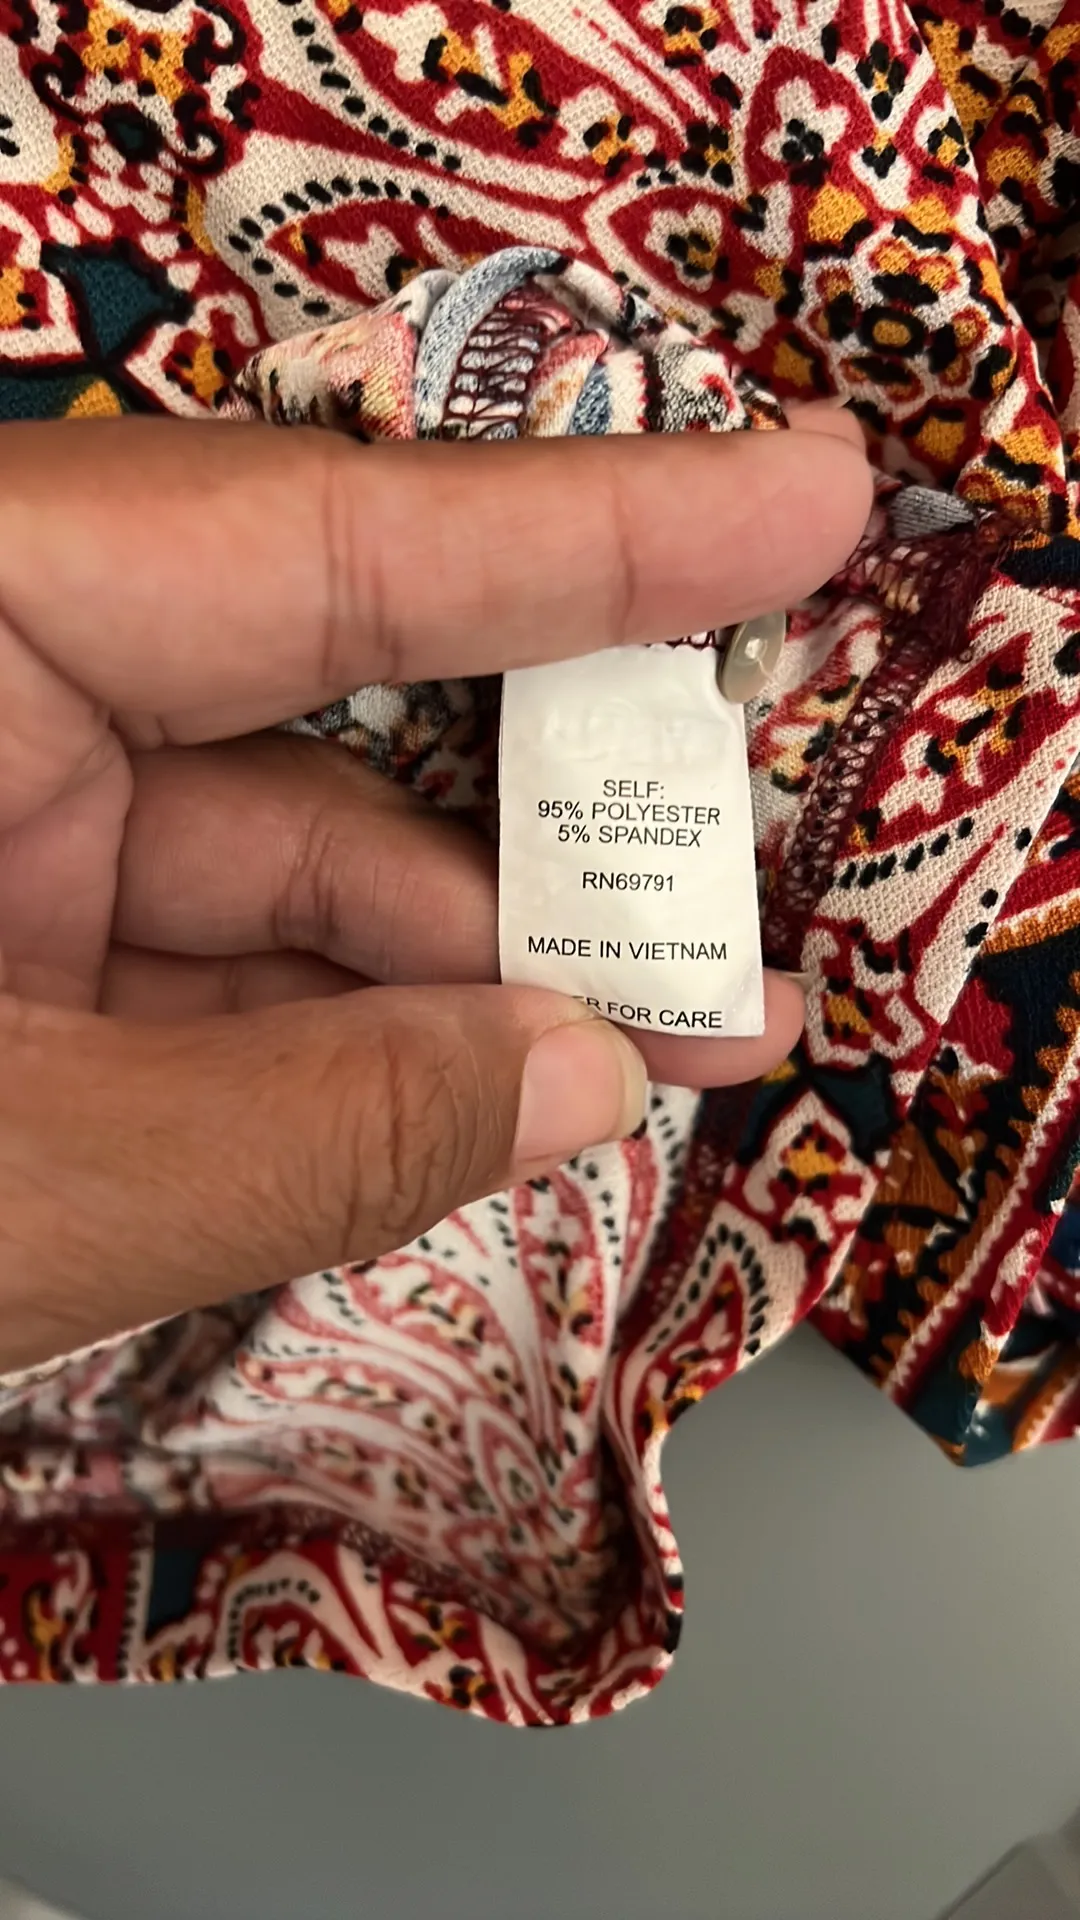 SELF:
95% POLYESTER
5% SPANDEX
RN69791
MADE IN VIETNAM
FOR CARE